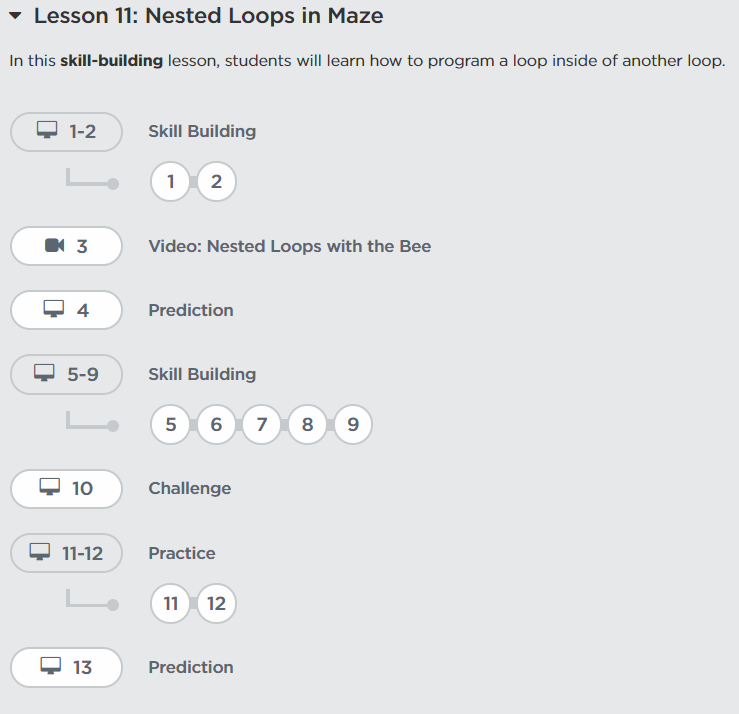 Lesson 11: Nested Loops in Maze
In this skill-building lesson, students will learn how to program a loop inside of another loop.
1-2 Skill Building
1 2
3 Video: Nested Loops with the Bee
4 Prediction
5-9 Skill Building
5 6 7 8 9
10 Challenge
11-12 Practice
11 12
13 Prediction